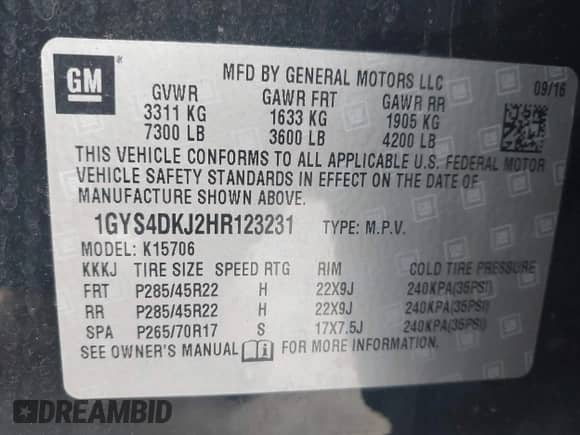 GM
MFD BY GENERAL MOTORS LLC
09/16
GVWR GAWR FRT GAWR RR
3311 KG 1633 KG 1905 KG
7300 LB 3600 LB 4200 LB
THIS VEHICLE CONFORMS TO ALL APPLICABLE U.S. FEDERAL MOTOR
VEHICLE SAFETY STANDARDS IN EFFECT ON THE DATE OF
MANUFACTURE SHOWN ABOVE.
1GYS4DKJ2HR123231 TYPE: M.P.V.
MODEL: K15706
KKKJ TIRE SIZE SPEED RTG RIM COLD TIRE PRESSURE
FRT P285/45R22 H 22X9J 240KPA(35PSI)
RR P285/45R22 H 22X9J 240KPA(35PSI)
SPA P265/70R17 S 17X7.5J 240KPA(35PSI)
SEE OWNER'S MANUAL FOR MORE INFORMATION.
DREAMBID